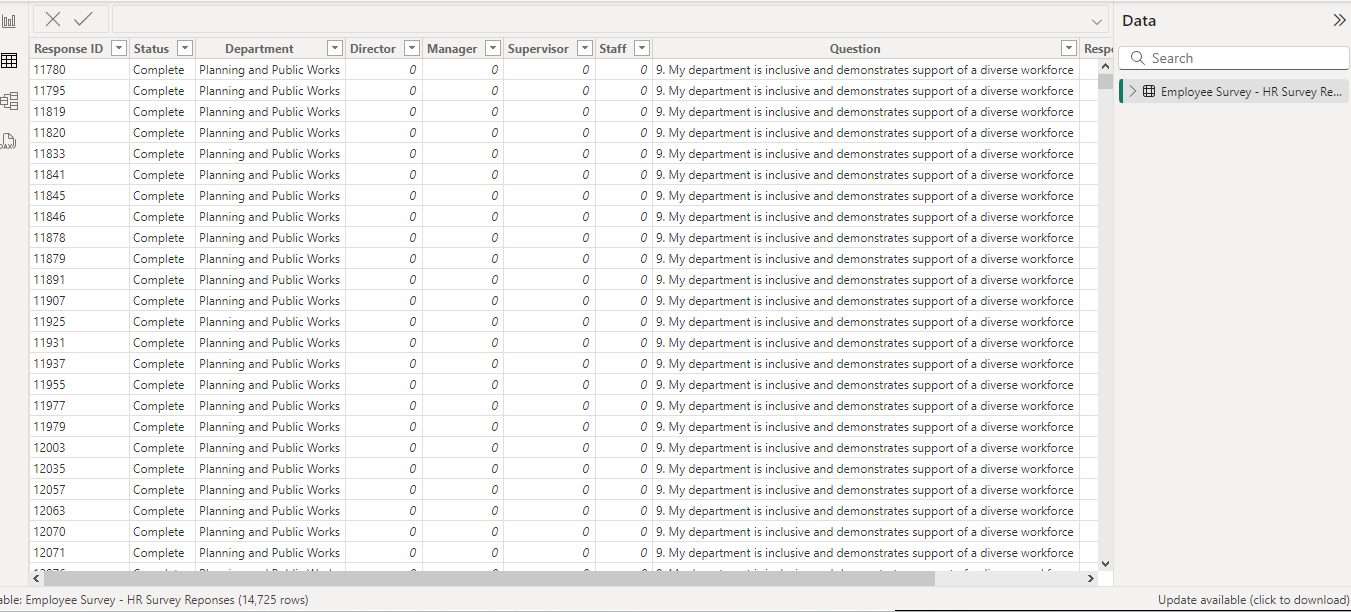 Data
Search
Employee Survey - HR Survey Re...
Response ID Status Department Director Manager Supervisor Staff Question Respo
11780 Complete Planning and Public Works 0 0 0 0 9. My department is inclusive and demonstrates support of a diverse workforce
11795 Complete Planning and Public Works 0 0 0 0 9. My department is inclusive and demonstrates support of a diverse workforce
11819 Complete Planning and Public Works 0 0 0 0 9. My department is inclusive and demonstrates support of a diverse workforce
11820 Complete Planning and Public Works 0 0 0 0 9. My department is inclusive and demonstrates support of a diverse workforce
11833 Complete Planning and Public Works 0 0 0 0 9. My department is inclusive and demonstrates support of a diverse workforce
11841 Complete Planning and Public Works 0 0 0 0 9. My department is inclusive and demonstrates support of a diverse workforce
11845 Complete Planning and Public Works 0 0 0 0 9. My department is inclusive and demonstrates support of a diverse workforce
11846 Complete Planning and Public Works 0 0 0 0 9. My department is inclusive and demonstrates support of a diverse workforce
11878 Complete Planning and Public Works 0 0 0 0 9. My department is inclusive and demonstrates support of a diverse workforce
11879 Complete Planning and Public Works 0 0 0 0 9. My department is inclusive and demonstrates support of a diverse workforce
11891 Complete Planning and Public Works 0 0 0 0 9. My department is inclusive and demonstrates support of a diverse workforce
11907 Complete Planning and Public Works 0 0 0 0 9. My department is inclusive and demonstrates support of a diverse workforce
11925 Complete Planning and Public Works 0 0 0 0 9. My department is inclusive and demonstrates support of a diverse workforce
11931 Complete Planning and Public Works 0 0 0 0 9. My department is inclusive and demonstrates support of a diverse workforce
11937 Complete Planning and Public Works 0 0 0 0 9. My department is inclusive and demonstrates support of a diverse workforce
11955 Complete Planning and Public Works 0 0 0 0 9. My department is inclusive and demonstrates support of a diverse workforce
11977 Complete Planning and Public Works 0 0 0 0 9. My department is inclusive and demonstrates support of a diverse workforce
11979 Complete Planning and Public Works 0 0 0 0 9. My department is inclusive and demonstrates support of a diverse workforce
12003 Complete Planning and Public Works 0 0 0 0 9. My department is inclusive and demonstrates support of a diverse workforce
12035 Complete Planning and Public Works 0 0 0 0 9. My department is inclusive and demonstrates support of a diverse workforce
12057 Complete Planning and Public Works 0 0 0 0 9. My department is inclusive and demonstrates support of a diverse workforce
12063 Complete Planning and Public Works 0 0 0 0 9. My department is inclusive and demonstrates support of a diverse workforce
12070 Complete Planning and Public Works 0 0 0 0 9. My department is inclusive and demonstrates support of a diverse workforce
12071 Complete Planning and Public Works 0 0 0 0 9. My department is inclusive and demonstrates support of a diverse workforce
able: Employee Survey - HR Survey Reponses (14,725 rows)
Update available (click to download)